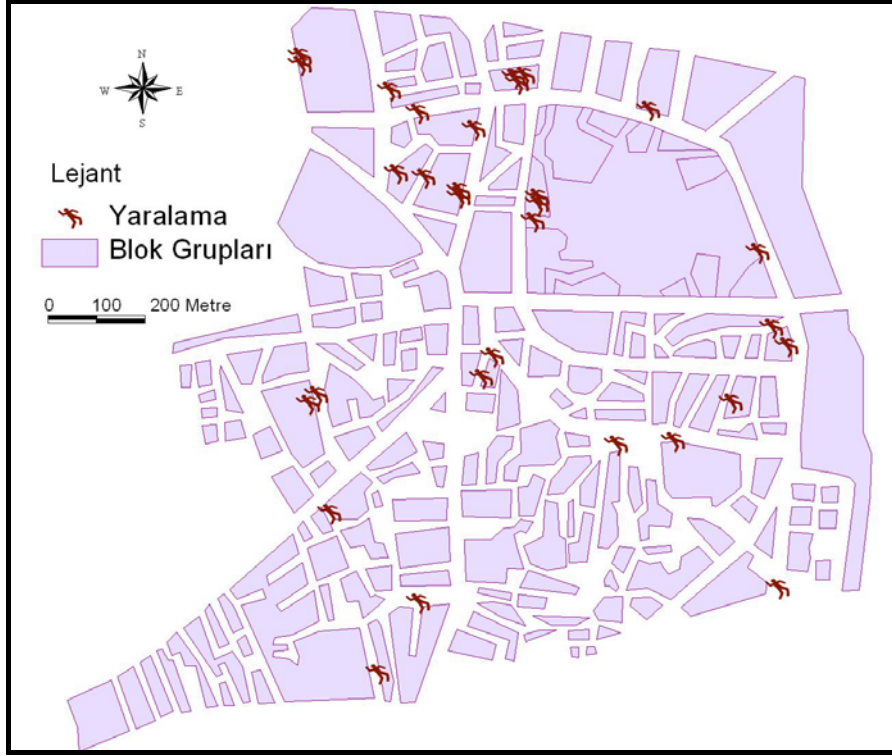 N
W E
S
Lejant
Yaralama
Blok Grupları
0 100 200 Metre